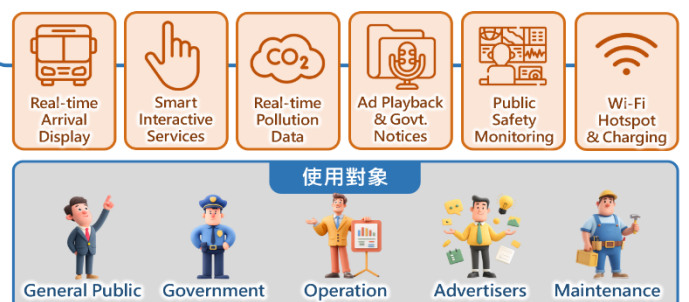 Real-time
Arrival
Display
Smart
Interactive
Services
CO2
Real-time
Pollution
Data
Ad Playback
& Govt.
Notices
Public
Safety
Monitoring
Wi-Fi
Hotspot
& Charging
使用對象
General Public
Government
Operation
Advertisers
Maintenance